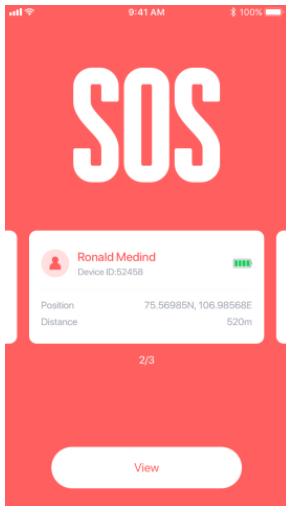 9:41 AM 100%
SOS
Ronald Medind
Device ID:52458
Position 75.56985N, 106.98568E
Distance 520m
2/3
View